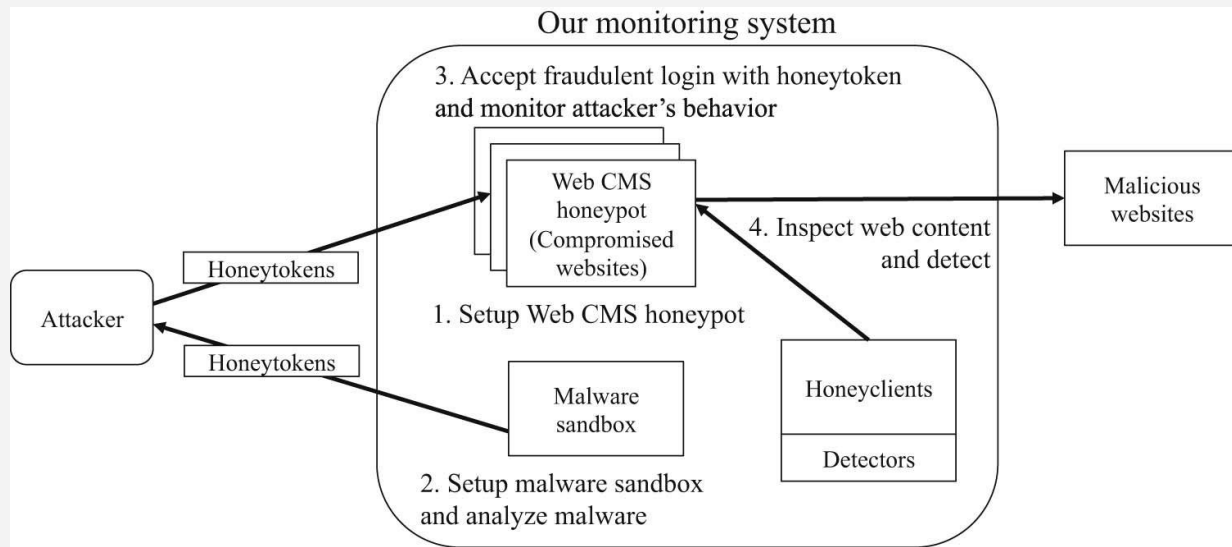 Our monitoring system
3. Accept fraudulent login with honeytoken
and monitor attacker’s behavior
Web CMS
honeypot
(Compromised
websites)
Malicious
websites
4. Inspect web content
and detect
Honeytokens
Attacker
1. Setup Web CMS honeypot
Honeytokens
Malware
sandbox
Honeyclients
Detectors
2. Setup malware sandbox
and analyze malware